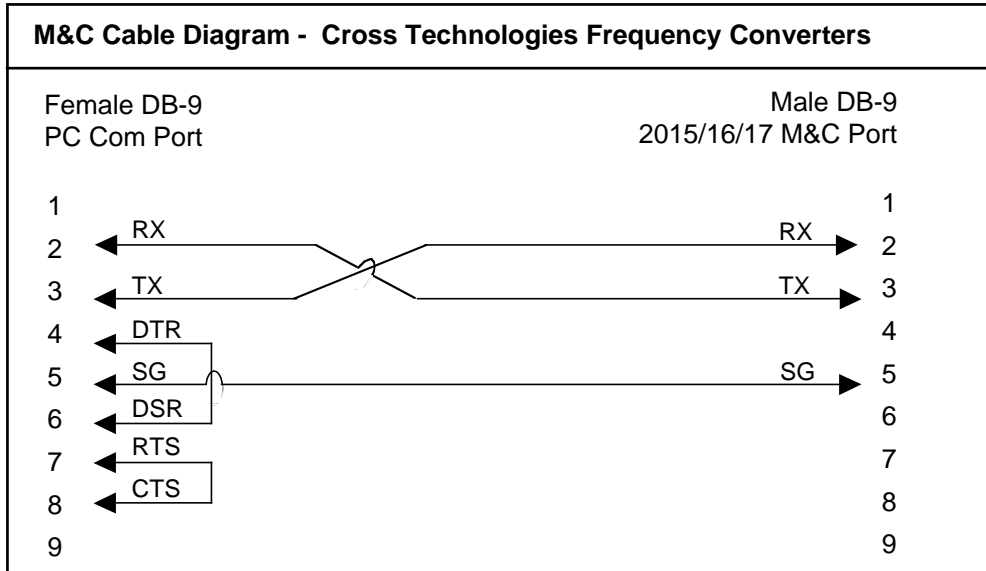 M&C Cable Diagram - Cross Technologies Frequency Converters
Female DB-9
PC Com Port
Male DB-9
2015/16/17 M&C Port
1 1
2 RX RX 2
3 TX TX 3
4 DTR 4
5 SG SG 5
6 DSR 6
7 RTS 7
8 CTS 8
9 9